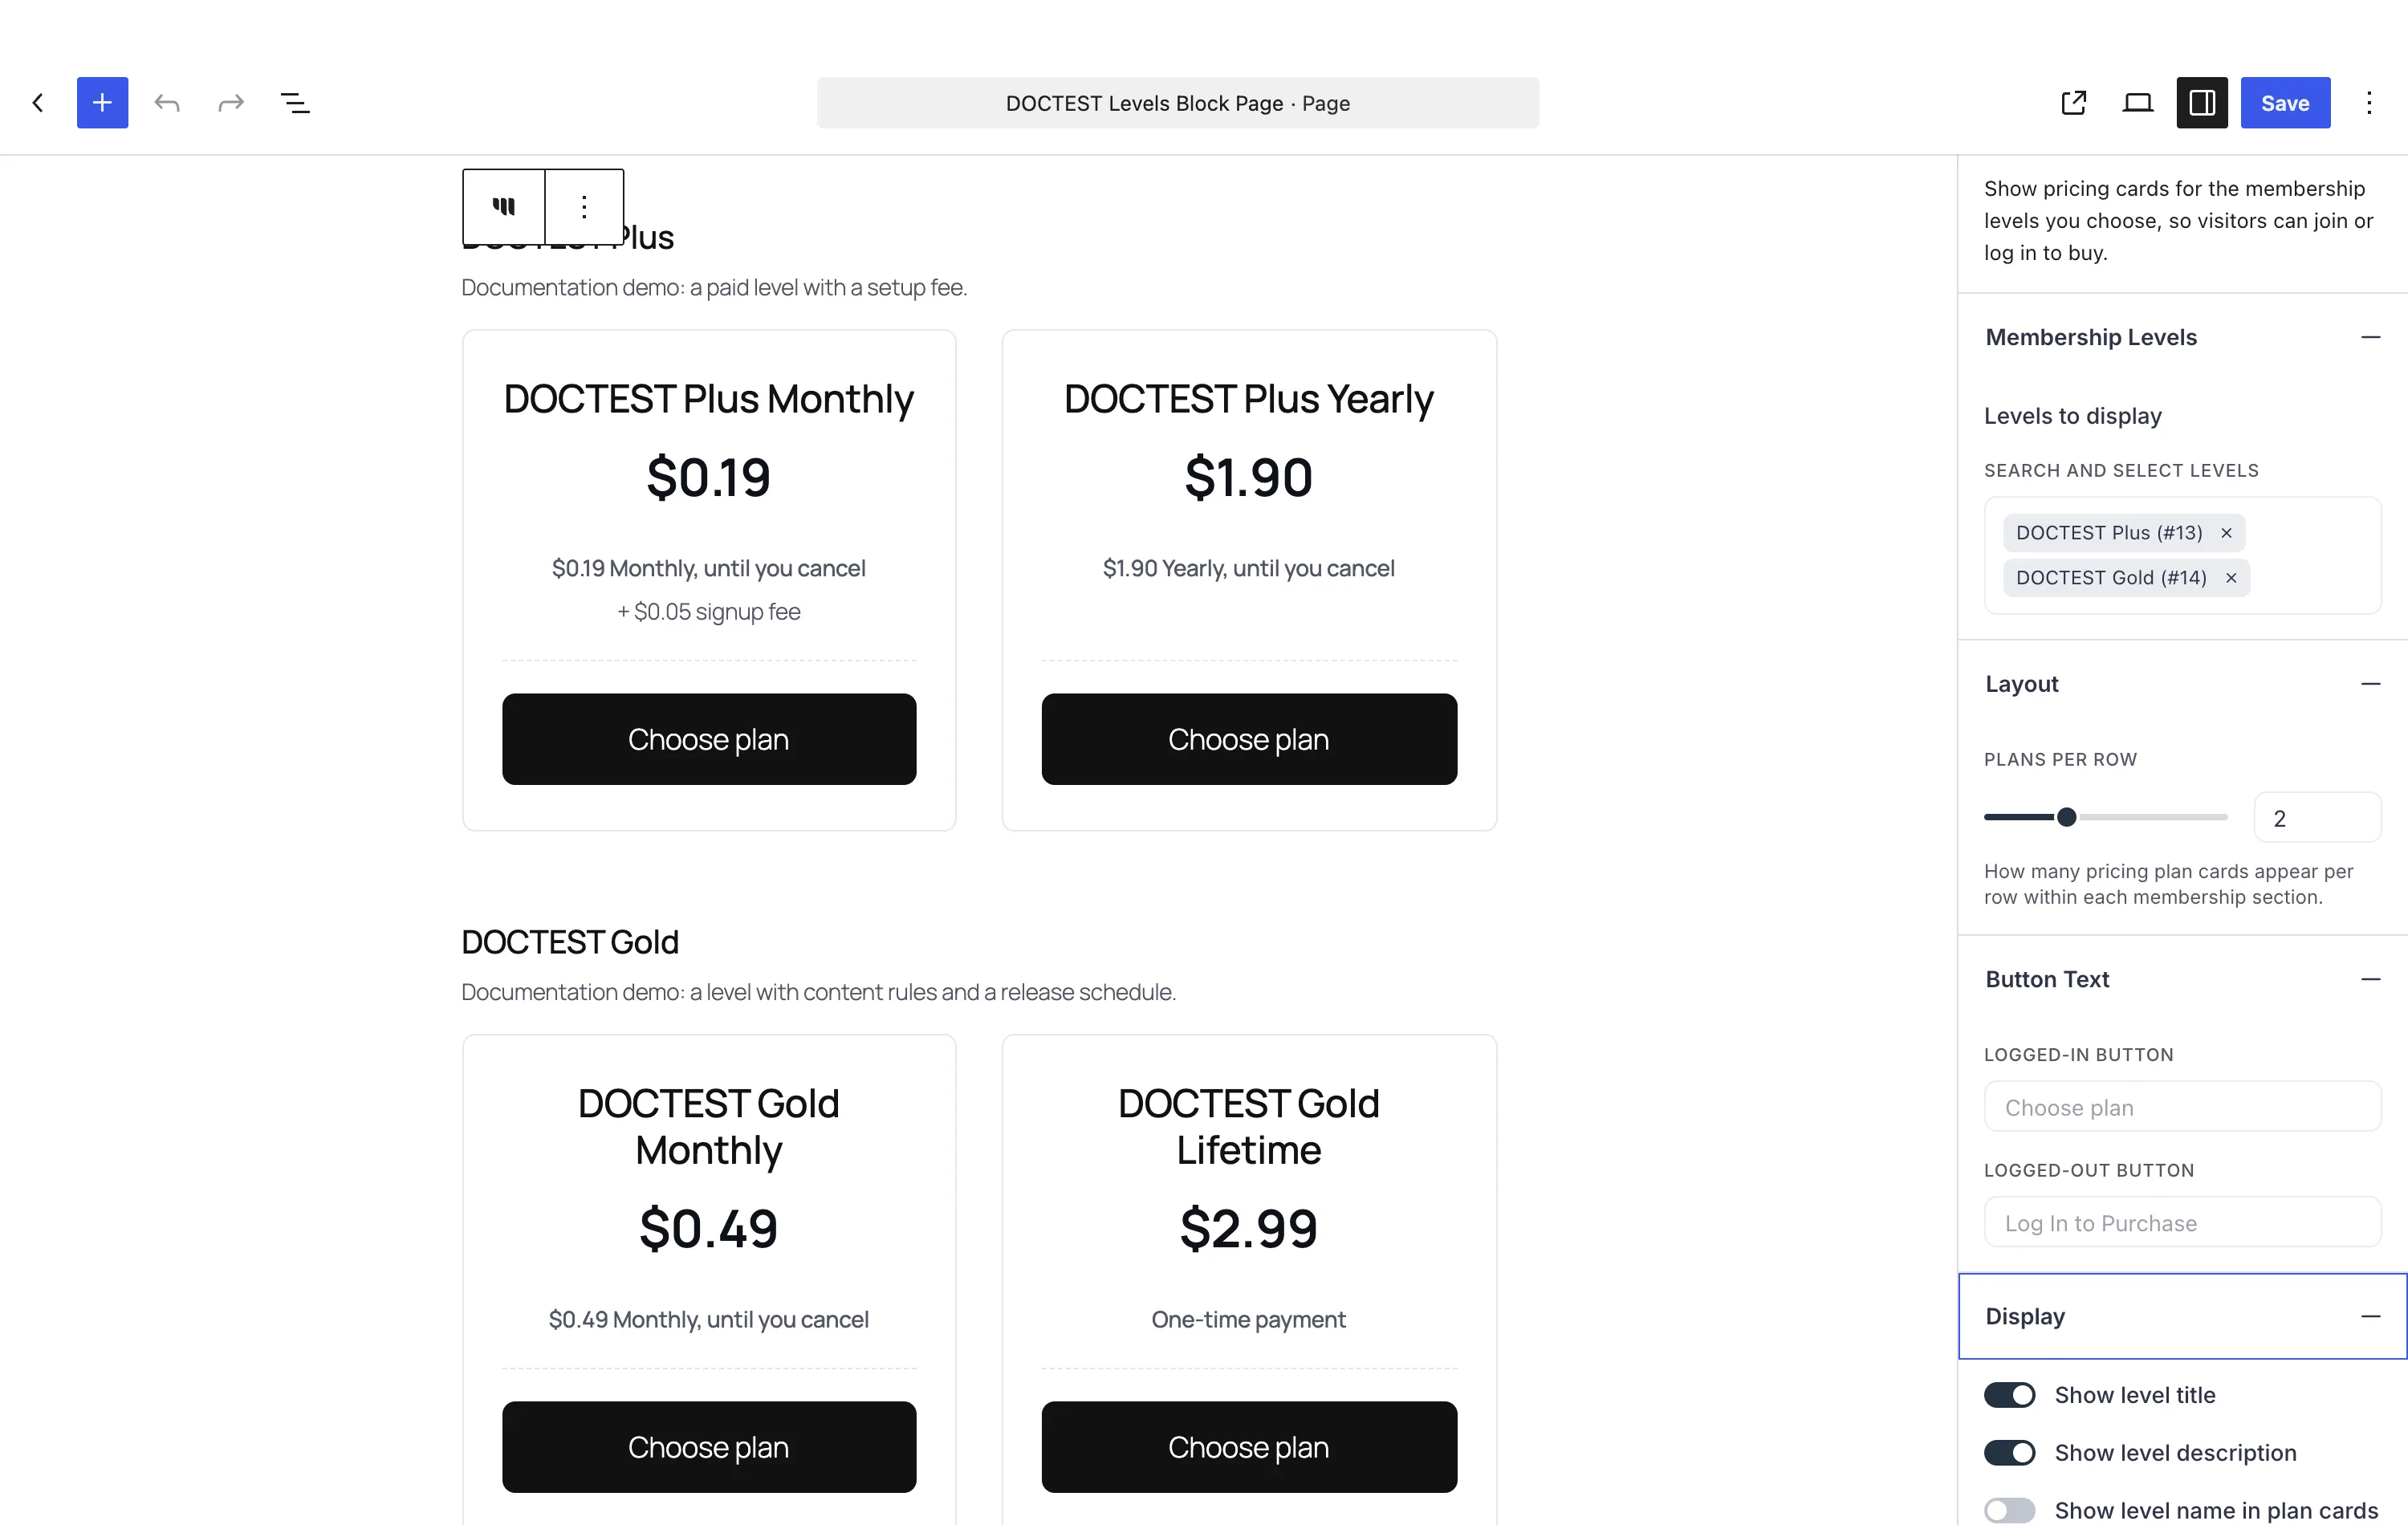 DOCTEST Levels Block Page · Page
Save
Plus
Documentation demo: a paid level with a setup fee.
DOCTEST Plus Monthly
$0.19
$0.19 Monthly, until you cancel
+ $0.05 signup fee
Choose plan
DOCTEST Plus Yearly
$1.90
$1.90 Yearly, until you cancel
Choose plan
DOCTEST Gold
Documentation demo: a level with content rules and a release schedule.
DOCTEST Gold
Monthly
$0.49
$0.49 Monthly, until you cancel
Choose plan
DOCTEST Gold
Lifetime
$2.99
One-time payment
Choose plan
Show pricing cards for the membership
levels you choose, so visitors can join or
log in to buy.
Membership Levels
Levels to display
SEARCH AND SELECT LEVELS
DOCTEST Plus (#13) ×
DOCTEST Gold (#14) ×
Layout
PLANS PER ROW
2
How many pricing plan cards appear per
row within each membership section.
Button Text
LOGGED-IN BUTTON
Choose plan
LOGGED-OUT BUTTON
Log In to Purchase
Display
Show level title
Show level description
Show level name in plan cards